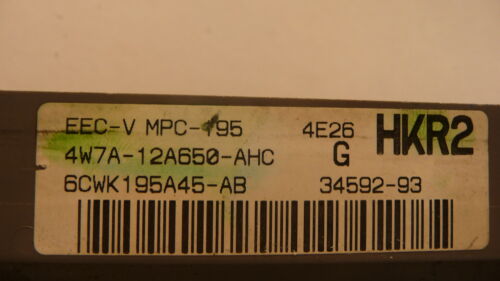 EEC-V MPC-195 4E26 HKR2
4W7A-12A650-AHC G
6CWK195A45-AB 34592-93